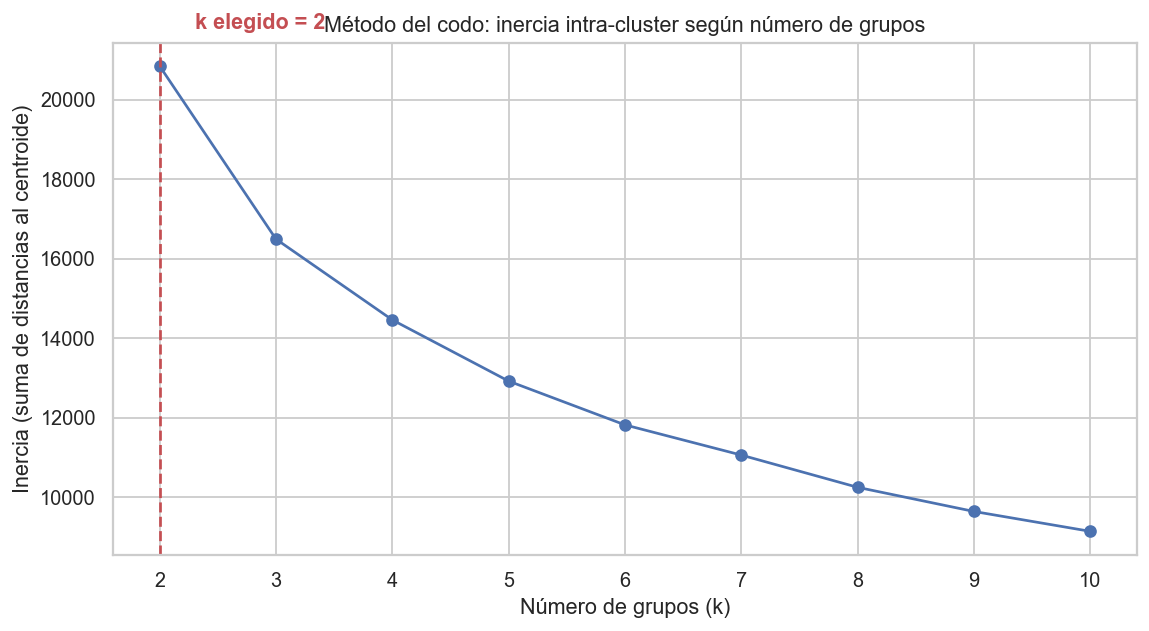 k elegido = 2
Método del codo: inercia intra-cluster según número de grupos
Inercia (suma de distancias al centroide)
20000
18000
16000
14000
12000
10000
2 3 4 5 6 7 8 9 10
Número de grupos (k)